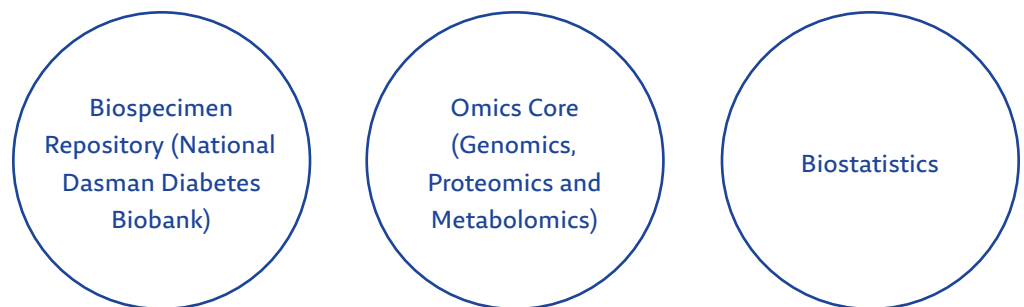 Biospecimen
Repository (National
Dasman Diabetes
Biobank)
Omics Core
(Genomics,
Proteomics and
Metabolomics)
Biostatistics